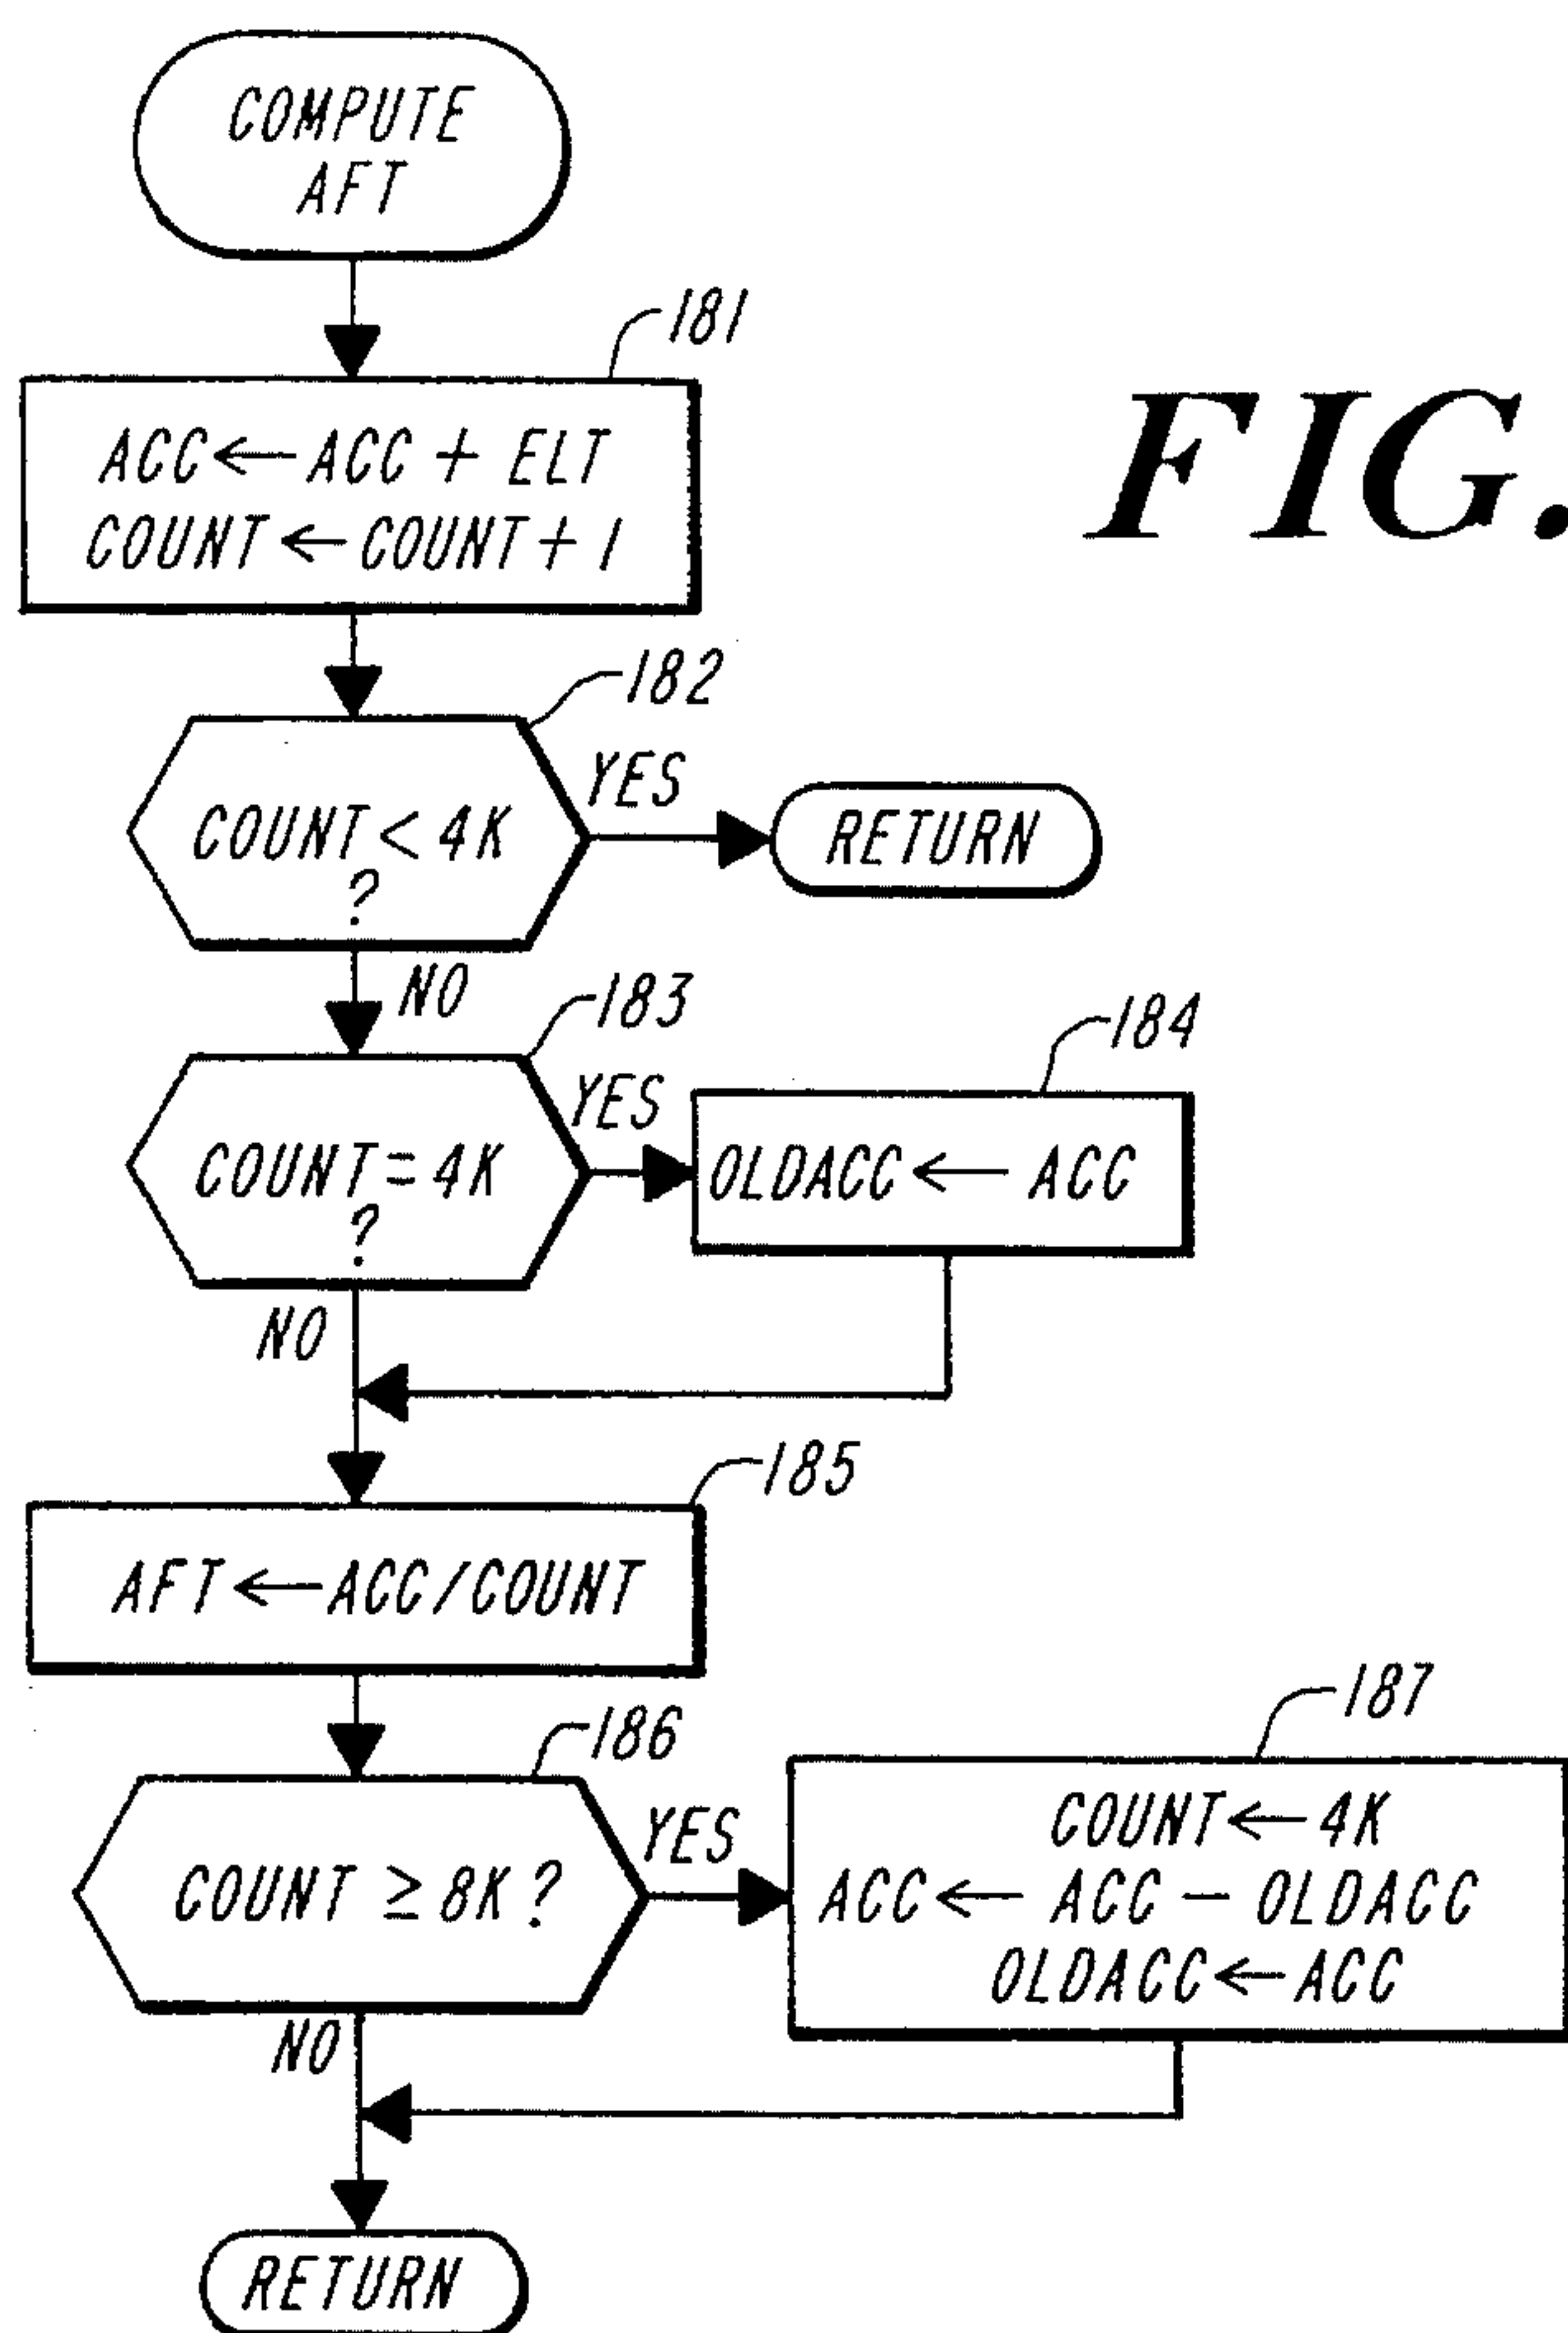 COMPUTE
AFT
181
ACC ← ACC + ELT
COUNT ← COUNT + 1
FIG.
182
COUNT < 4K
?
YES
RETURN
NO
183
COUNT = 4K
?
YES
184
OLDACC ← ACC
NO
185
AFT ← ACC/COUNT
186
COUNT ≥ 8K?
YES
187
COUNT ← 4K
ACC ← ACC – OLDACC
OLDACC ← ACC
NO
RETURN